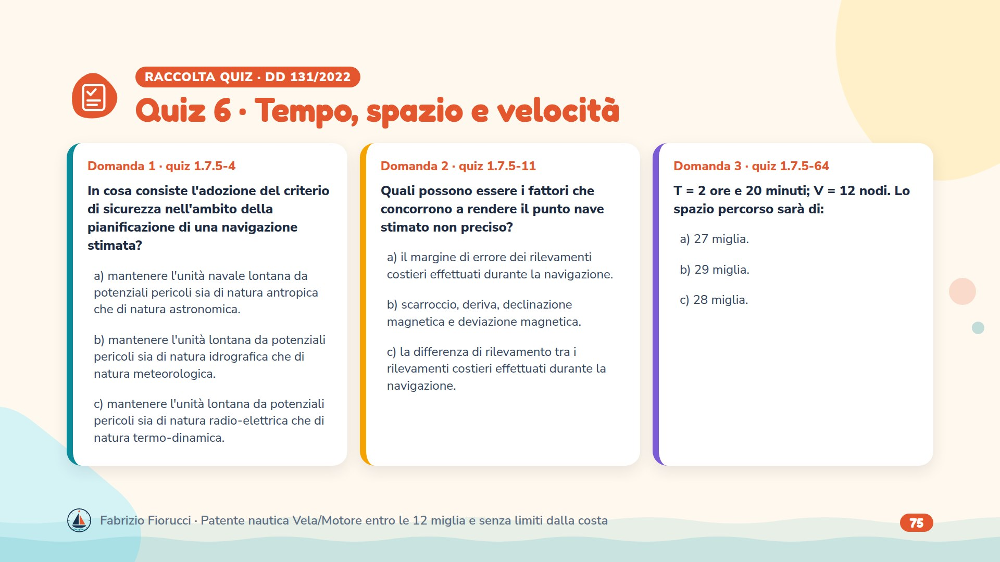 RACCOLTA QUIZ · DD 131/2022
Quiz 6 · Tempo, spazio e velocità
Domanda 1 · quiz 1.7.5-4
In cosa consiste l'adozione del criterio
di sicurezza nell'ambito della
pianificazione di una navigazione
stimata?
a) mantenere l'unità navale lontana da
potenziali pericoli sia di natura antropica
che di natura astronomica.
b) mantenere l'unità lontana da potenziali
pericoli sia di natura idrografica che di
natura meteorologica.
c) mantenere l'unità lontana da potenziali
pericoli sia di natura radio-elettrica che di
natura termo-dinamica.
Domanda 2 · quiz 1.7.5-11
Quali possono essere i fattori che
concorrono a rendere il punto nave
stimato non preciso?
a) il margine di errore dei rilevamenti
costieri effettuati durante la navigazione.
b) scarroccio, deriva, declinazione
magnetica e deviazione magnetica.
c) la differenza di rilevamento tra i
rilevamenti costieri effettuati durante la
navigazione.
Domanda 3 · quiz 1.7.5-64
T = 2 ore e 20 minuti; V = 12 nodi. Lo
spazio percorso sarà di:
a) 27 miglia.
b) 29 miglia.
c) 28 miglia.
Fabrizio Fiorucci · Patente nautica Vela/Motore entro le 12 miglia e senza limiti dalla costa
75